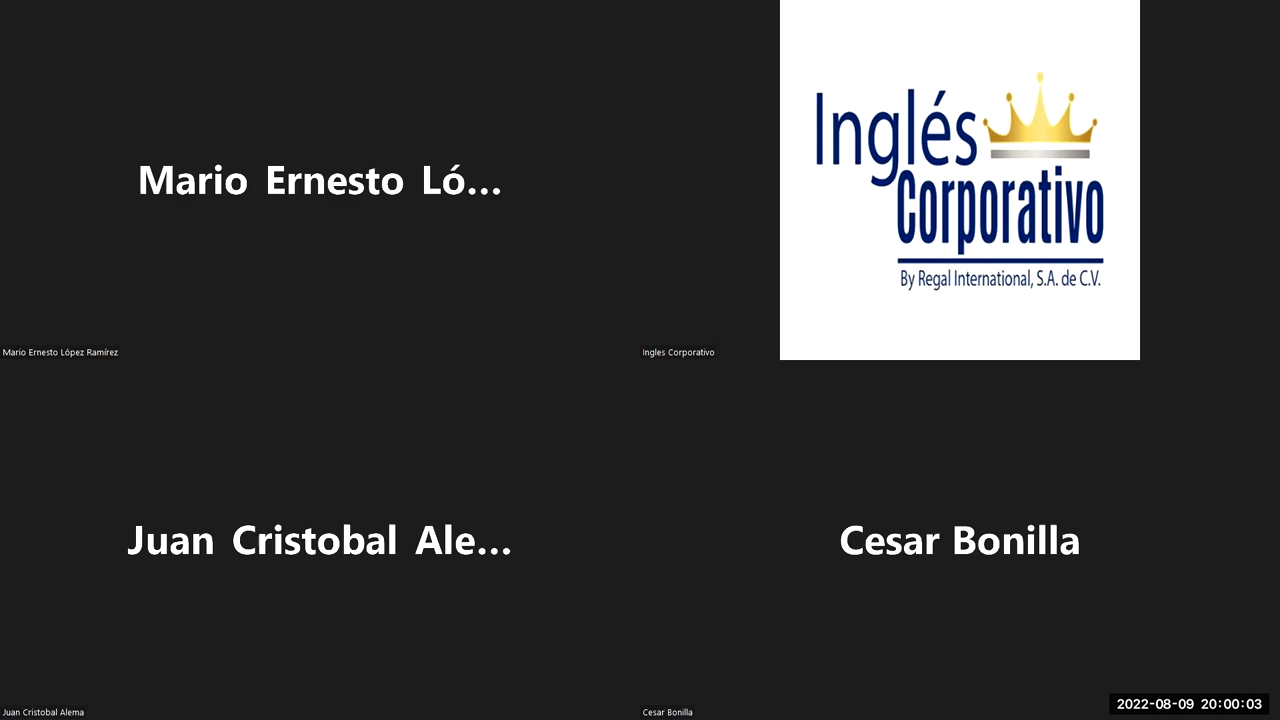 Mario Ernesto Ló...
Mario Ernesto López Ramírez
Inglés
Corporativo
By Regal International, S.A. de C.V.
Ingles Corporativo
Juan Cristobal Ale...
Juan Cristobal Alema
Cesar Bonilla
Cesar Bonilla
2022-08-09 20:00:03